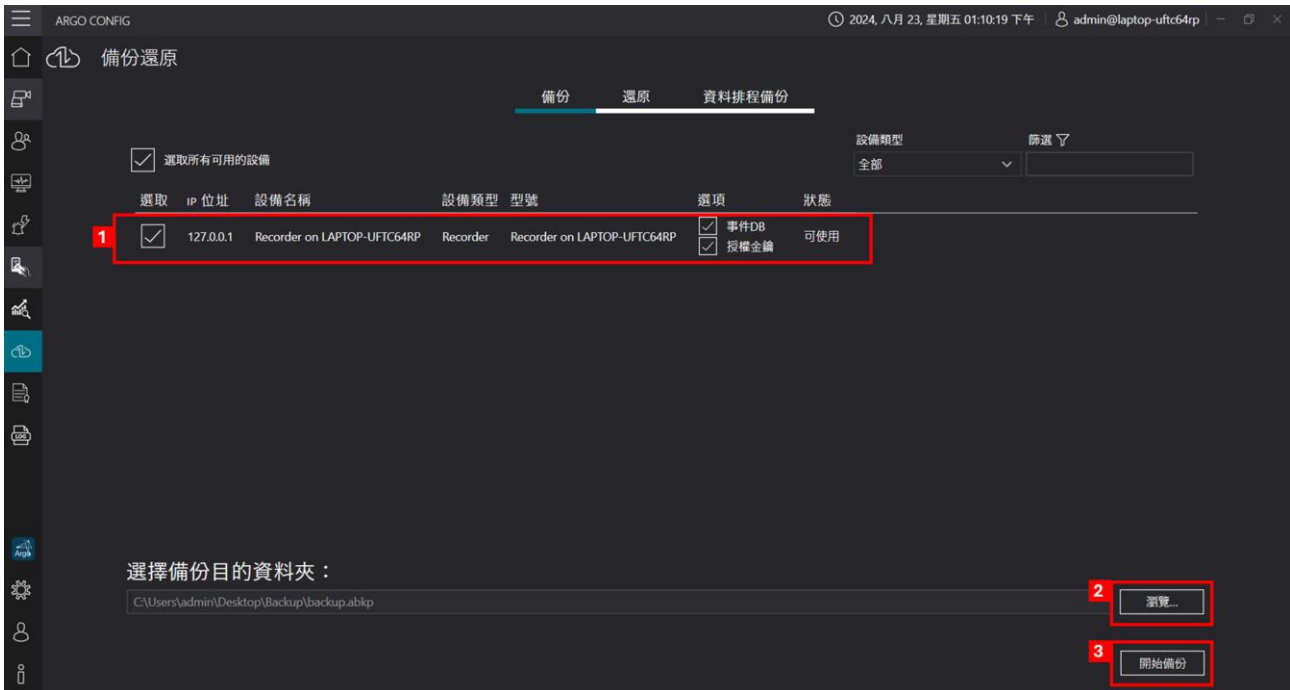 ARGO CONFIG
2024, 八月 23, 星期五 01:10:19 下午
admin@laptop-uftc64rp
備份還原
備份 還原 資料排程備份
設備類型 篩選
選取所有可用的設備
全部
選取 IP 位址 設備名稱 設備類型 型號 選項 狀態
1
127.0.0.1 Recorder on LAPTOP-UFTC64RP Recorder Recorder on LAPTOP-UFTC64RP
事件DB
授權金鑰
可使用
LOG
Argo
選擇備份目的資料夾：
C:\Users\admin\Desktop\Backup\backup.abkp
2
瀏覽...
3
開始備份